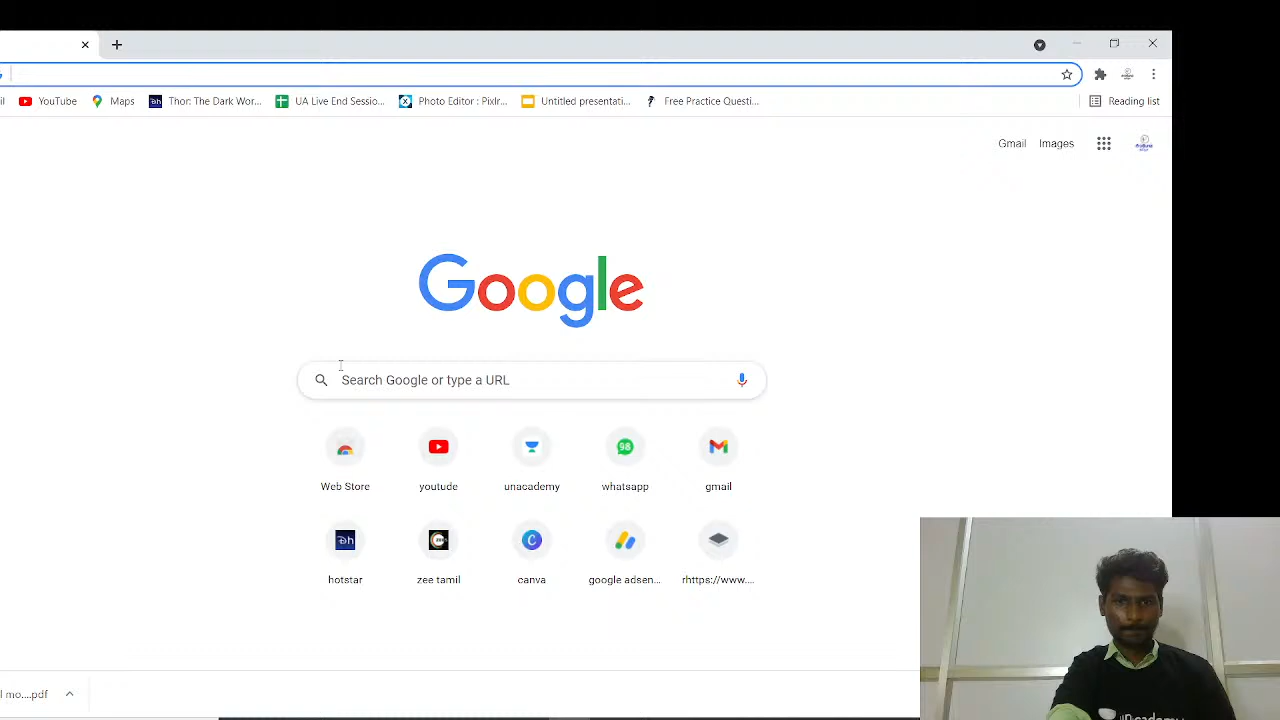 YouTube
Maps
Thor: The Dark Wor...
UA Live End Sessio...
Photo Editor : Pixlr...
Untitled presentati...
Free Practice Questi...
Reading list
Gmail
Images
Google
Search Google or type a URL
98
Web Store
youtude
unacademy
whatsapp
gmail
hotstar
zee tamil
canva
google adsen...
rhttps://www....
l mo....pdf